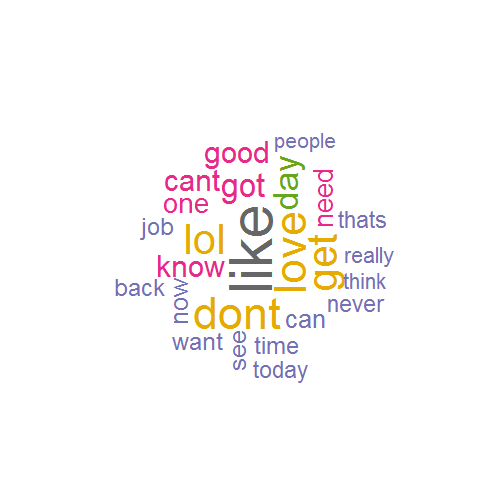 people
good
day
cant
got
need
one
like
love
thats
job
lol
get
really
know
think
back
now
never
dont
can
want
see
time
today